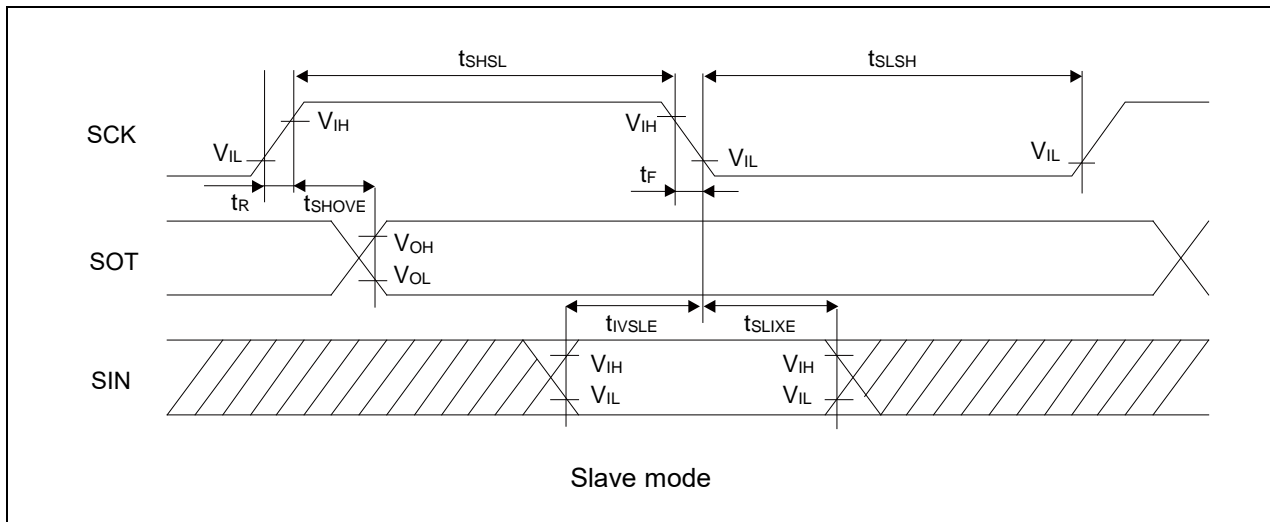 tSHSL tSLSH
SCK VIH VIH
VIL VIL VIL
tR tSHOVE tF
SOT VOH
VOL
tIVSLE tSLIXE
SIN VIH VIH
VIL VIL
Slave mode